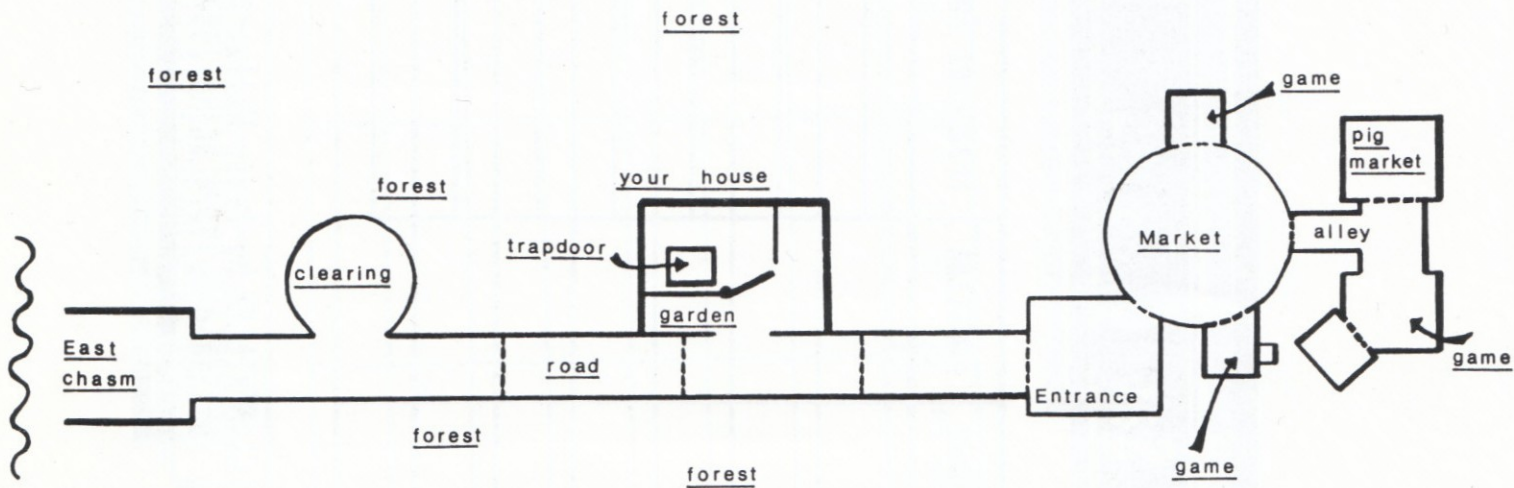 forest
forest
game
pig
market
forest
your house
alley
Market
trapdoor
clearing
garden
East
chasm
road
game
Entrance
forest
game
forest